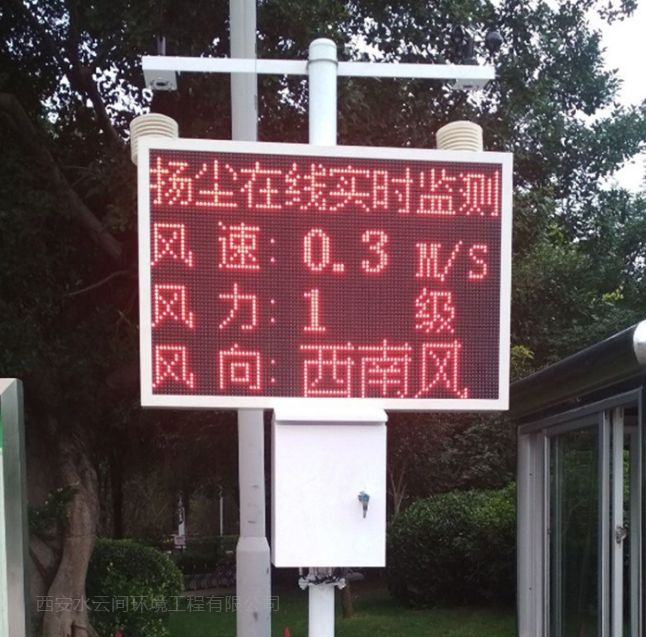 扬尘在线实时监测
风 速: 0.3 M/S
风 力: 1 级
风 向: 西南风
西安水云间环境工程有限公司